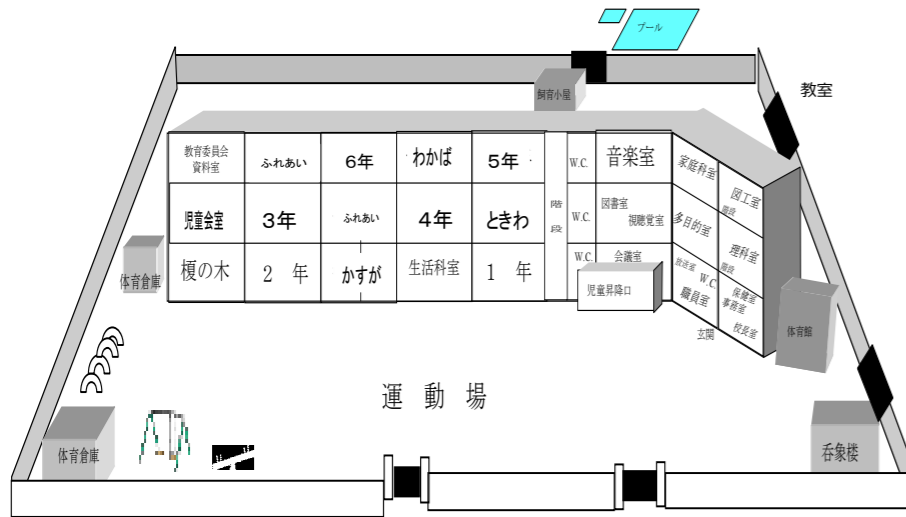 プール
教室
飼育小屋
教育委員会
資料室
ふれあい
6年
わかば
5年
W.C.
音楽室
家庭科室
図工室
階段
児童会室
3年
ふれあい
4年
ときわ
階段
W.C.
図書室
視聴覚室
多目的室
理科室
階段
体育倉庫
榎の木
2 年
かすが
生活科室
1 年
W.C.
会議室
児童昇降口
放送室
W.C.
職員室
保健室
事務室
校長室
玄関
体育館
運 動 場
体育倉庫
呑象楼